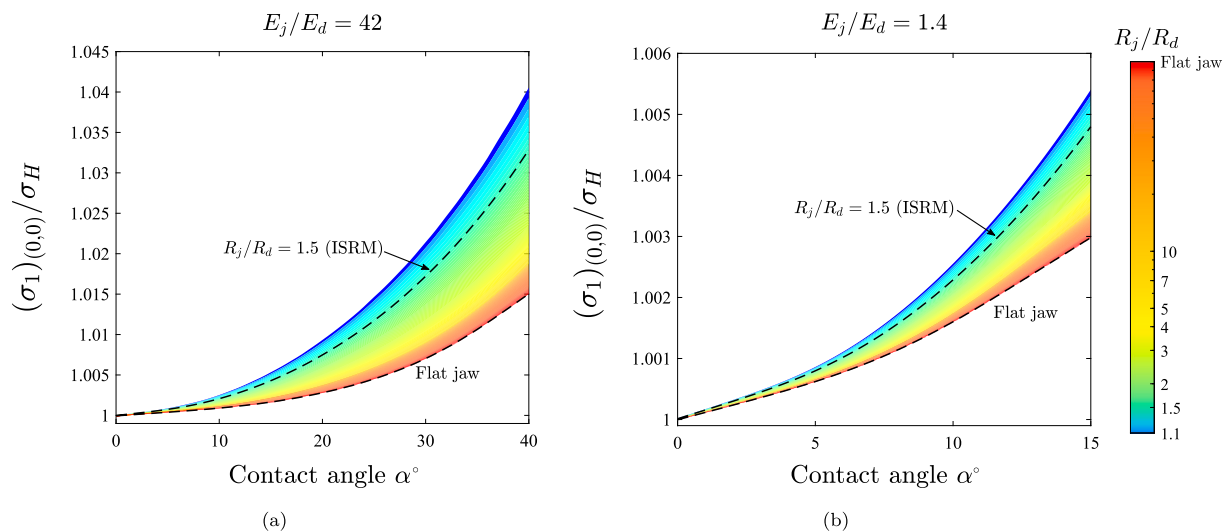 E_j/E_d = 42
1.045
1.04
1.035
1.03
1.025
1.02
1.015
1.01
1.005
1
(σ_1)_(0,0)/σ_H
R_j/R_d = 1.5 (ISRM)
Flat jaw
0 10 20 30 40
Contact angle α°
(a)
E_j/E_d = 1.4
1.006
1.005
1.004
1.003
1.002
1.001
1
(σ_1)_(0,0)/σ_H
R_j/R_d = 1.5 (ISRM)
Flat jaw
0 5 10 15
Contact angle α°
(b)
R_j/R_d
Flat jaw
10
7
5
4
3
2
1.5
1.1